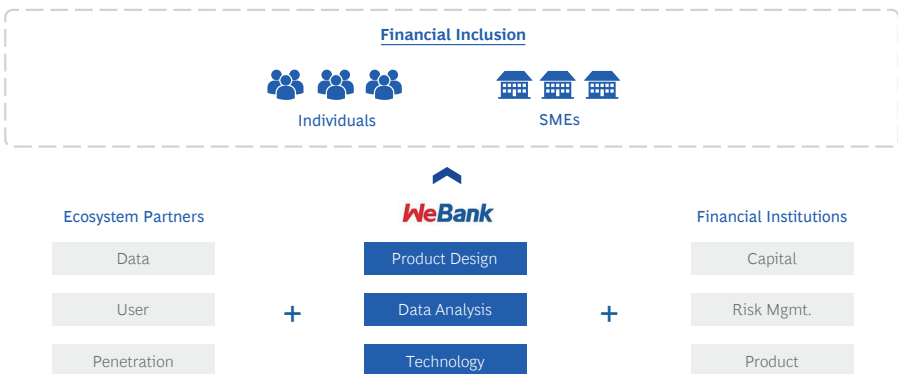 Financial Inclusion
Individuals
SMEs
WeBank
Ecosystem Partners
Financial Institutions
Data
Product Design
Capital
User
+
Data Analysis
+
Risk Mgmt.
Penetration
Technology
Product